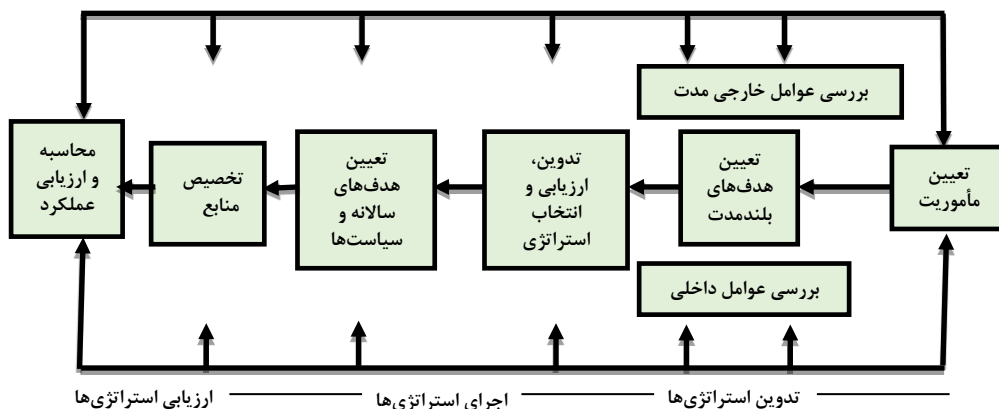 بررسی عوامل خارجی مدت
تعیین
مأموریت
تعیین
هدف‌های
بلندمدت
تدوین،
ارزیابی و
انتخاب
استراتژی
تعیین
هدف‌های
سالانه و
سیاست‌ها
تخصیص
منابع
محاسبه
و ارزیابی
عملکرد
بررسی عوامل داخلی
تدوین استراتژی‌ها
اجرای استراتژی‌ها
ارزیابی استراتژی‌ها